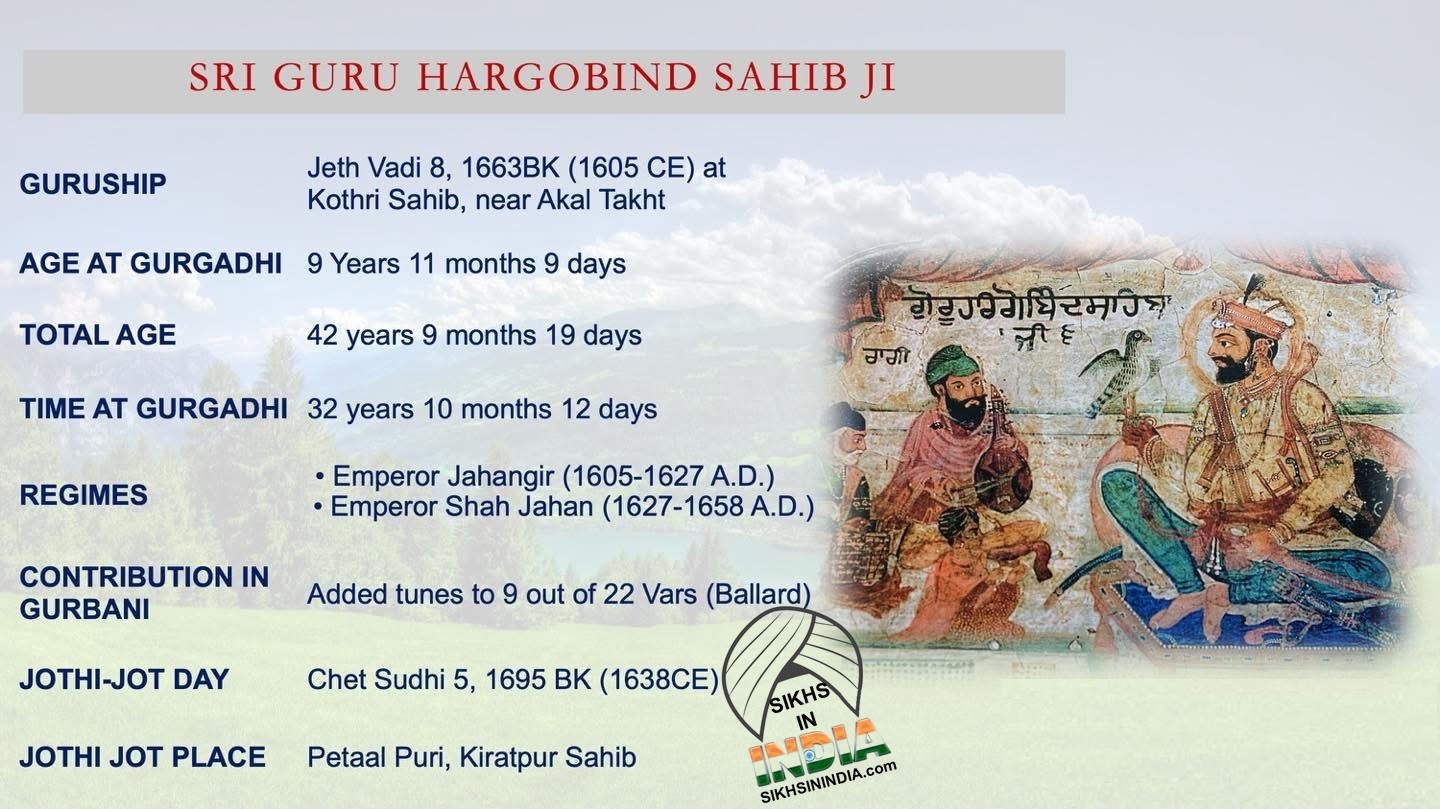 SRI GURU HARGOBIND SAHIB JI
GURUSHIP
Jeth Vadi 8, 1663BK (1605 CE) at
Kothri Sahib, near Akal Takht
AGE AT GURGADHI
9 Years 11 months 9 days
TOTAL AGE
42 years 9 months 19 days
TIME AT GURGADHI
32 years 10 months 12 days
REGIMES
• Emperor Jahangir (1605-1627 A.D.)
• Emperor Shah Jahan (1627-1658 A.D.)
CONTRIBUTION IN
GURBANI
Added tunes to 9 out of 22 Vars (Ballard)
JOTHI-JOT DAY
Chet Sudhi 5, 1695 BK (1638CE)
JOTHI JOT PLACE
Petaal Puri, Kiratpur Sahib
ਜੀ ੬
ਰਾਗੀ
SIKHS
IN
INDIA
SIKHSININDIA.com